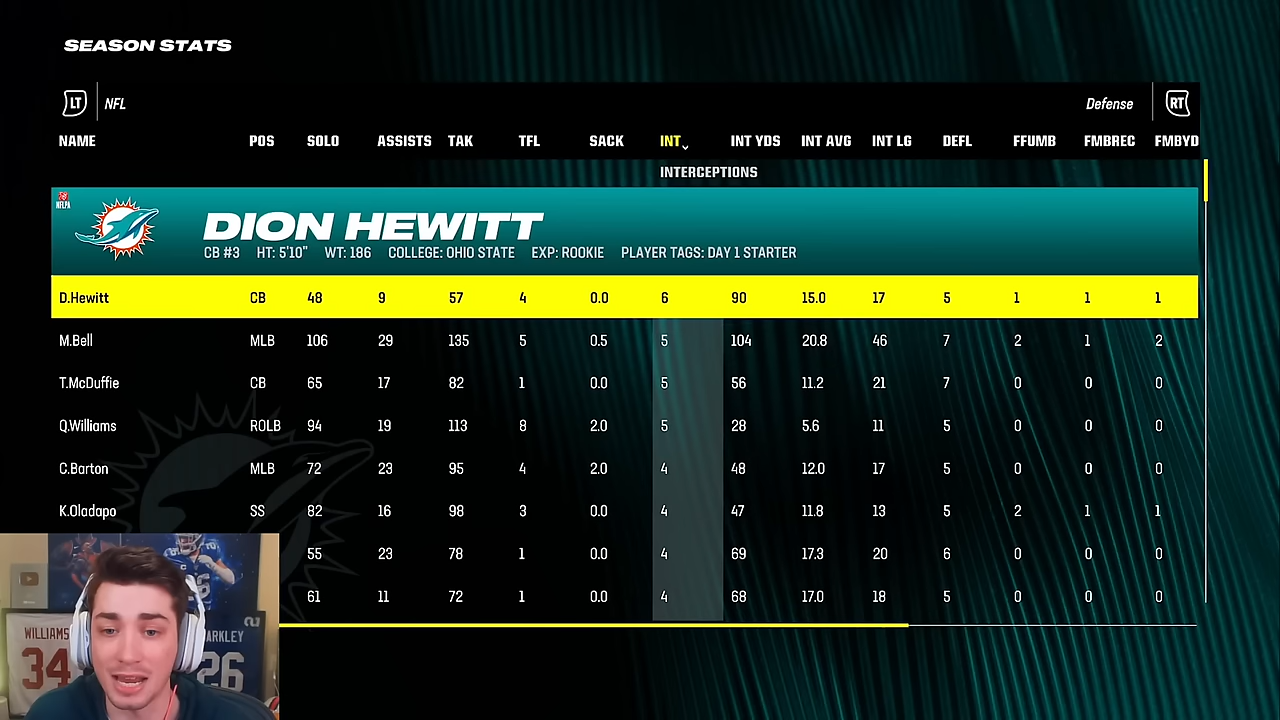 SEASON STATS
LT NFL Defense RT
NAME POS SOLO ASSISTS TAK TFL SACK INT INT YDS INT AVG INT LG DEFL FFUMB FMBREC FMBYD
INTERCEPTIONS
NFLPA
DION HEWITT
CB #3 HT: 5'10" WT: 186 COLLEGE: OHIO STATE EXP: ROOKIE PLAYER TAGS: DAY 1 STARTER
D.Hewitt CB 48 9 57 4 0.0 6 90 15.0 17 5 1 1 1
M.Bell MLB 106 29 135 5 0.5 5 104 20.8 46 7 2 1 2
T.McDuffie CB 65 17 82 1 0.0 5 56 11.2 21 7 0 0 0
Q.Williams ROLB 94 19 113 8 2.0 5 28 5.6 11 5 0 0 0
C.Barton MLB 72 23 95 4 2.0 4 48 12.0 17 5 0 0 0
K.Oladapo SS 82 16 98 3 0.0 4 47 11.8 13 5 2 1 1
55 23 78 1 0.0 4 69 17.3 20 6 0 0 0
61 11 72 1 0.0 4 68 17.0 18 5 0 0 0
26
WILLIAMS ARKLEY
34 26